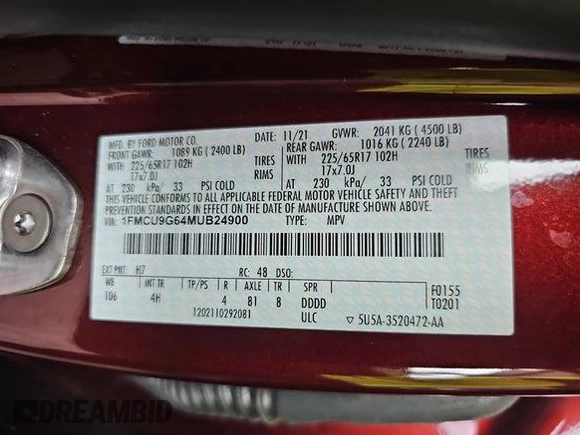 MFD. BY FORD MOTOR CO. 11/21 GVWR: 2041 KG ( 4500 LB)
FRONT GAWR: 1089 KG ( 2400 LB) REAR GAWR: 1016 KG ( 2240 LB)
225/65R17 102H TIRES 225/65R17 102H TIRES
17x7.0J RIMS 17x7.0J RIMS
AT 230 kPa/ 33 PSI COLD AT 230 kPa/ 33 PSI COLD
THIS VEHICLE CONFORMS TO ALL APPLICABLE FEDERAL MOTOR VEHICLE SAFETY AND
THEFT PREVENTION STANDARDS IN EFFECT ON THE DATE OF MANUFACTURE SHOWN ABOVE.
VIN: 1FMCU9G64MUB24900 TYPE: MPV
EXT PNT: H7 RC: 48 DSO:
WB INT TR TP/PS R AXLE TR SPR F0155
106 4H 4 81 8 DDDD T0201
1202110292081 ULC 5U5A-3520472-AA
DREAMBID